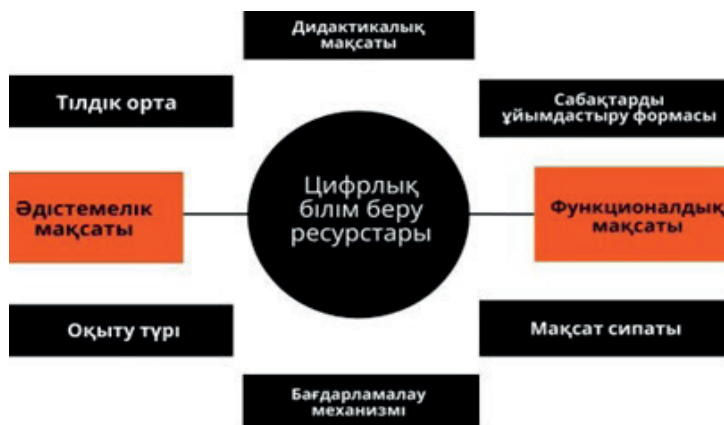 Дидактикалық
мақсаты
Тілдік орта
Сабақтарды
ұйымдастыру формасы
Әдістемелік
мақсаты
Цифрлық
білім беру
ресурстары
Функционалдық
мақсаты
Оқыту түрі
Мақсат сипаты
Бағдарламалау
механизмі